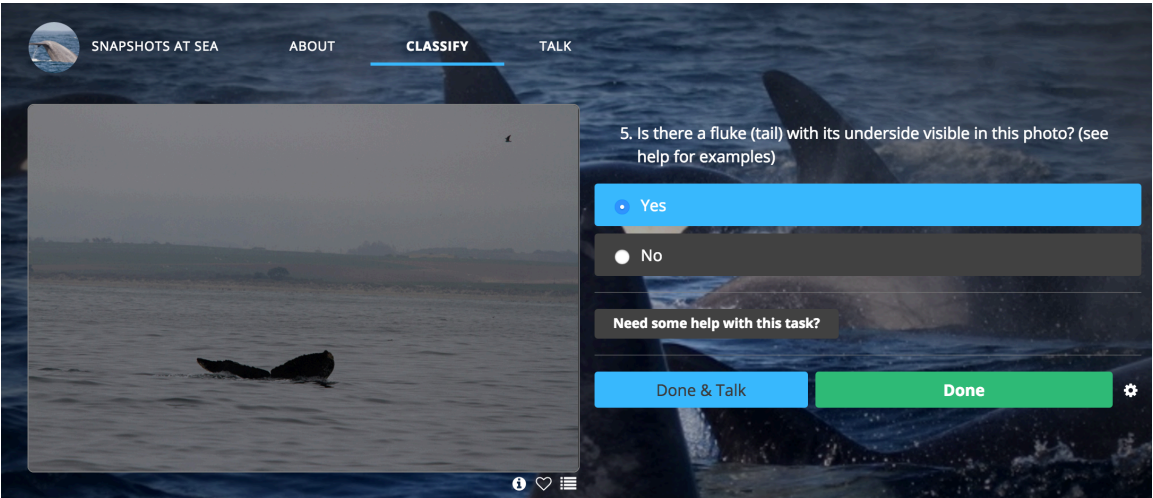 SNAPSHOTS AT SEA
ABOUT
CLASSIFY
TALK
5. Is there a fluke (tail) with its underside visible in this photo? (see
help for examples)
Yes
No
Need some help with this task?
Done & Talk
Done